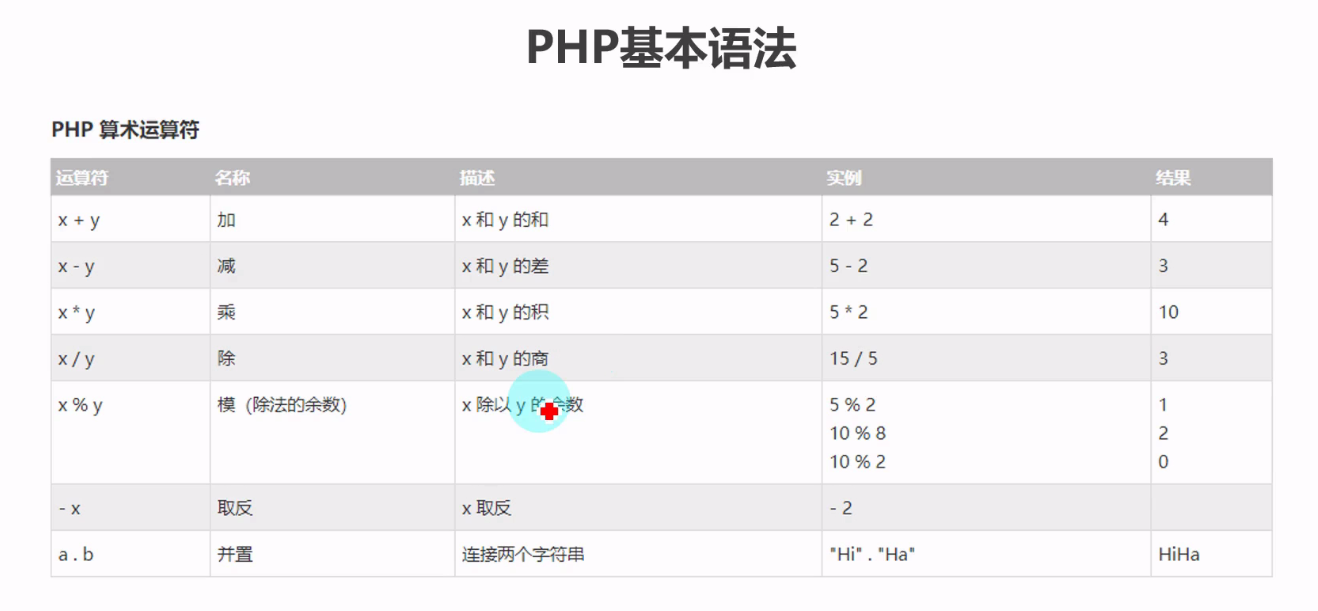 PHP基本语法
PHP 算术运算符
运算符 名称 描述 实例 结果
x + y 加 x 和 y 的和 2 + 2 4
x - y 减 x 和 y 的差 5 - 2 3
x * y 乘 x 和 y 的积 5 * 2 10
x / y 除 x 和 y 的商 15 / 5 3
x % y 模（除法的余数） x 除以 y 的余数 5 % 2 1
10 % 8 2
10 % 2 0
- x 取反 x 取反 - 2
a . b 并置 连接两个字符串 "Hi" . "Ha" HiHa